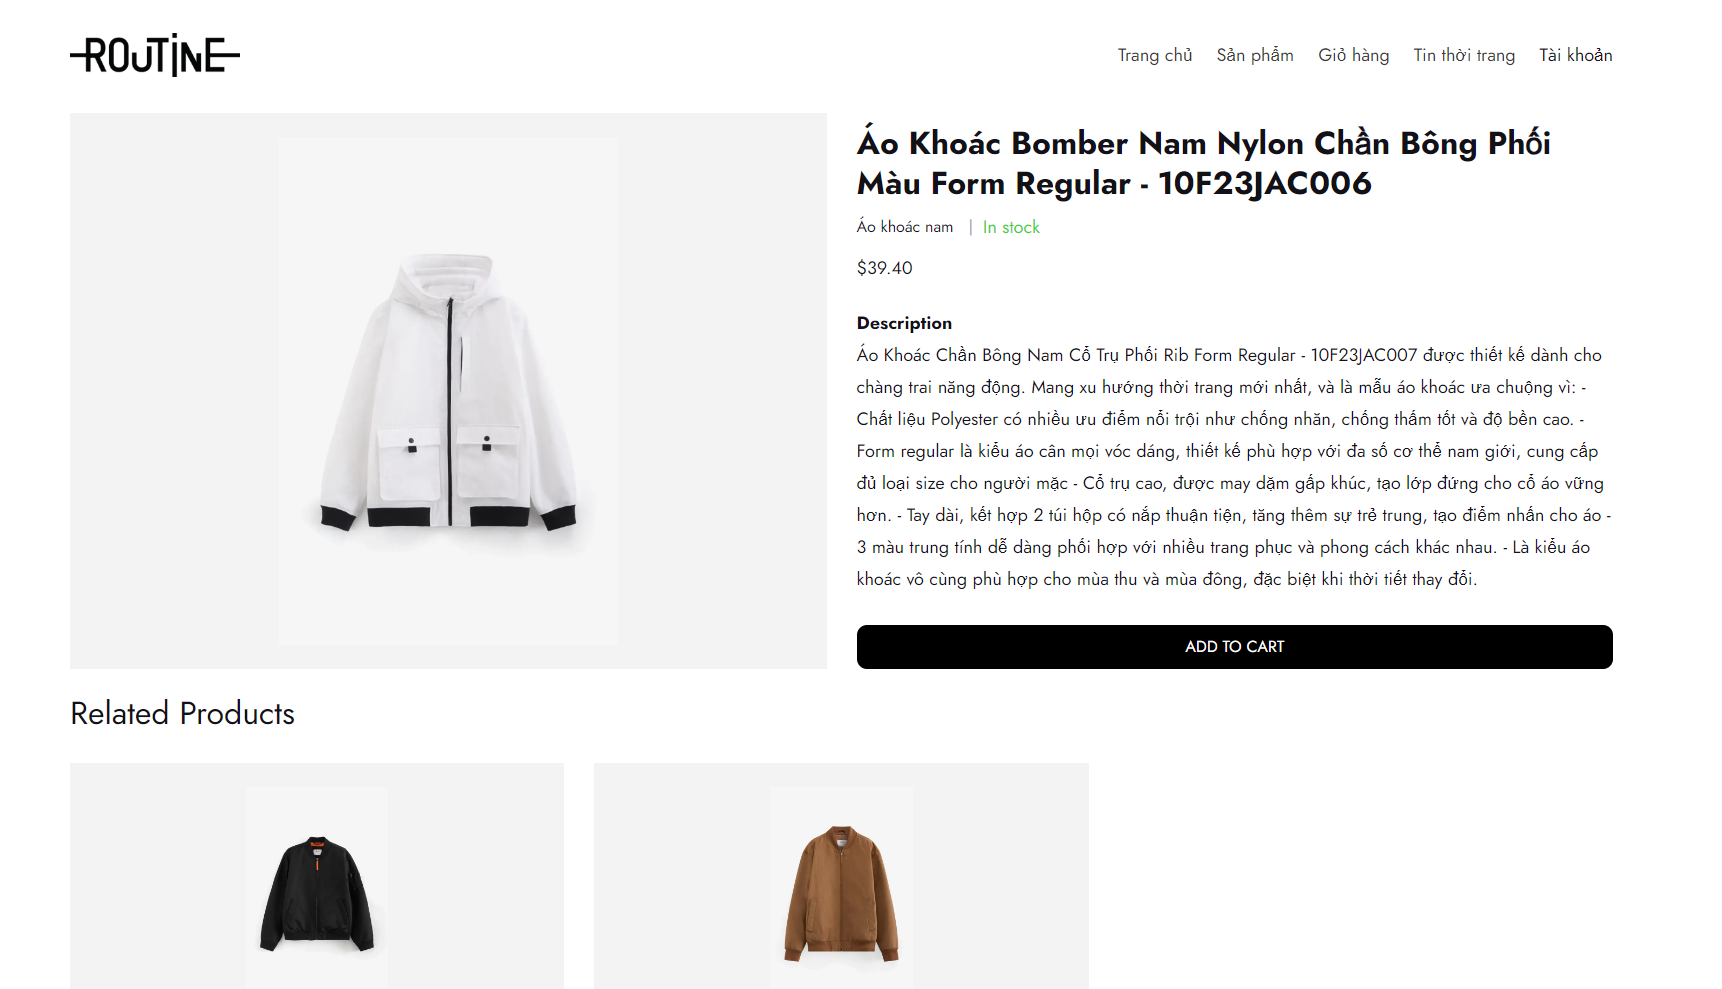 ROUTINE
Trang chủ Sản phẩm Giỏ hàng Tin thời trang Tài khoản
Áo Khoác Bomber Nam Nylon Chần Bông Phối
Màu Form Regular - 10F23JAC006
Áo khoác nam | In stock
$39.40
Description
Áo Khoác Chần Bông Nam Cổ Trụ Phối Rib Form Regular - 10F23JAC007 được thiết kế dành cho
chàng trai năng động. Mang xu hướng thời trang mới nhất, và là mẫu áo khoác ưa chuộng vì: -
Chất liệu Polyester có nhiều ưu điểm nổi trội như chống nhăn, chống thấm tốt và độ bền cao. -
Form regular là kiểu áo cân mọi vóc dáng, thiết kế phù hợp với đa số cơ thể nam giới, cung cấp
đủ loại size cho người mặc - Cổ trụ cao, được may dặm gấp khúc, tạo lớp đứng cho cổ áo vững
hơn. - Tay dài, kết hợp 2 túi hộp có nắp thuận tiện, tăng thêm sự trẻ trung, tạo điểm nhấn cho áo -
3 màu trung tính dễ dàng phối hợp với nhiều trang phục và phong cách khác nhau. - Là kiểu áo
khoác vô cùng phù hợp cho mùa thu và mùa đông, đặc biệt khi thời tiết thay đổi.
ADD TO CART
Related Products